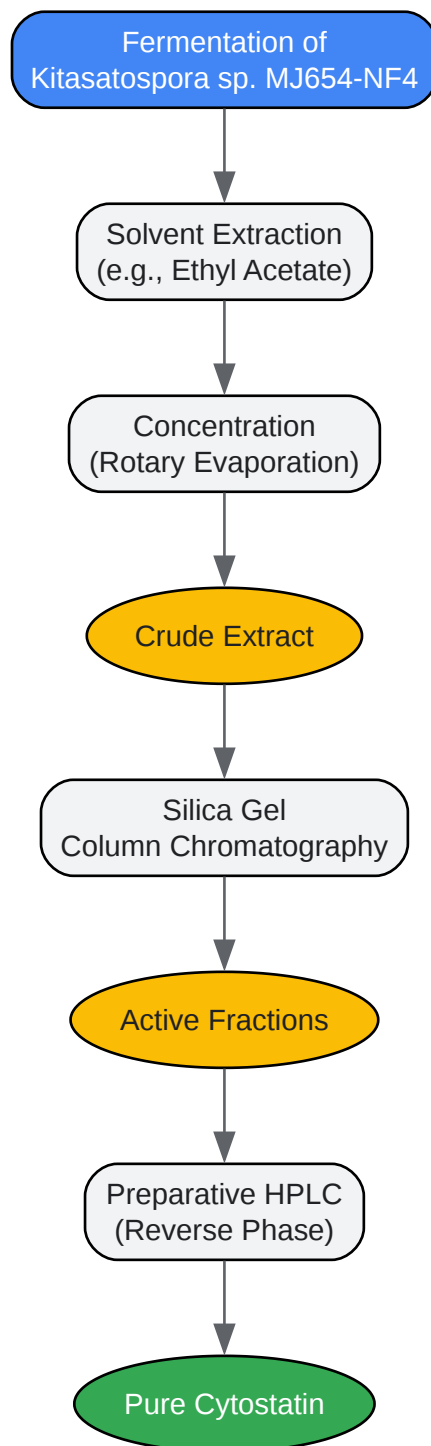 Fermentation of
Kitasatospora sp. MJ654-NF4
Solvent Extraction
(e.g., Ethyl Acetate)
Concentration
(Rotary Evaporation)
Crude Extract
Silica Gel
Column Chromatography
Active Fractions
Preparative HPLC
(Reverse Phase)
Pure Cytostatin